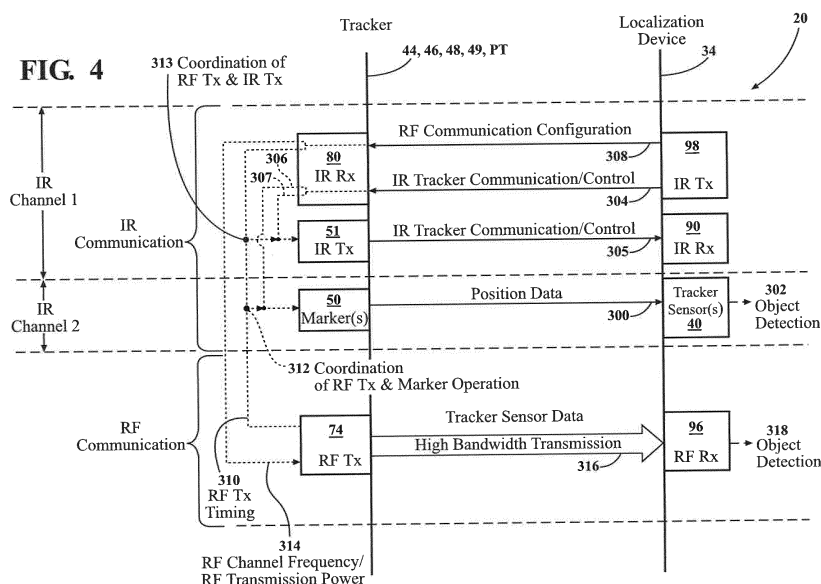 FIG. 4
Tracker
44, 46, 48, 49, PT
Localization
Device
34
20
313 Coordination of
RF Tx & IR Tx
IR
Channel 1
IR
Communication
306
307
80
IR Rx
RF Communication Configuration
308
98
IR Tx
IR Tracker Communication/Control
304
51
IR Tx
IR Tracker Communication/Control
305
90
IR Rx
IR
Channel 2
50
Marker(s)
Position Data
300
Tracker
Sensor(s)
40
302
Object
Detection
312 Coordination
of RF Tx & Marker Operation
RF
Communication
74
RF Tx
Tracker Sensor Data
High Bandwidth Transmission
316
96
RF Rx
318
Object
Detection
310
RF Tx
Timing
314
RF Channel Frequency/
RF Transmission Power